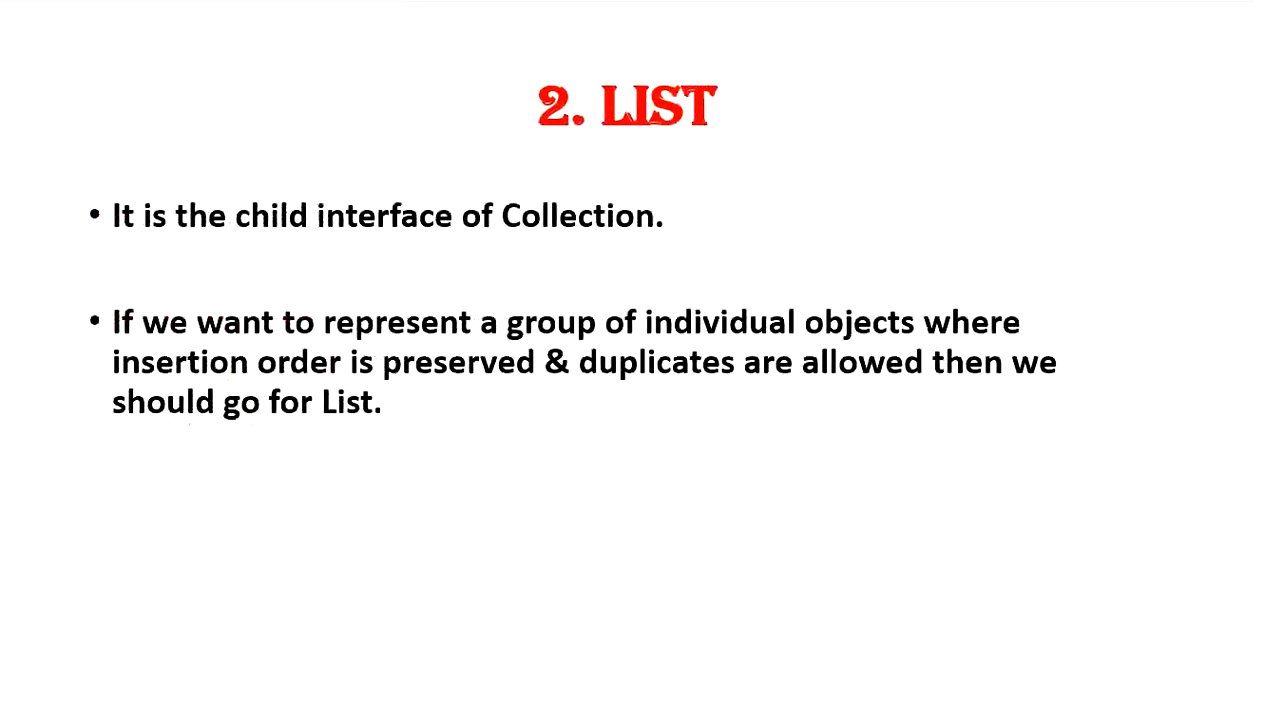 2. LIST
• It is the child interface of Collection.
• If we want to represent a group of individual objects where
insertion order is preserved & duplicates are allowed then we
should go for List.